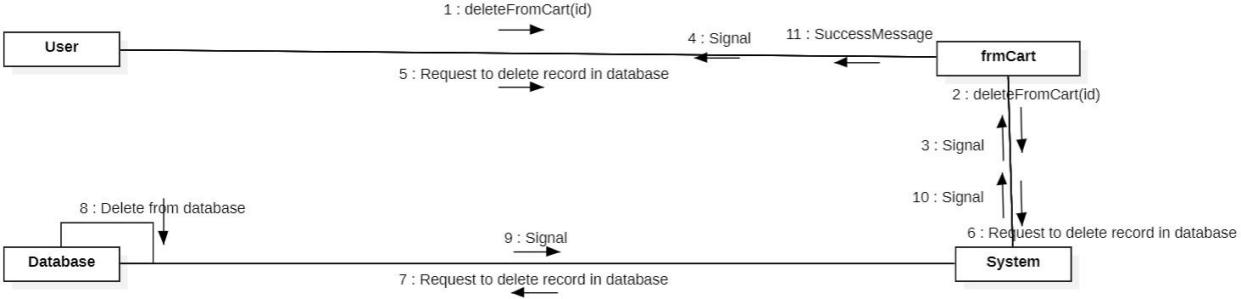 1 : deleteFromCart(id)
User
4 : Signal
11 : SuccessMessage
frmCart
5 : Request to delete record in database
2 : deleteFromCart(id)
3 : Signal
10 : Signal
8 : Delete from database
6 : Request to delete record in database
9 : Signal
Database
System
7 : Request to delete record in database